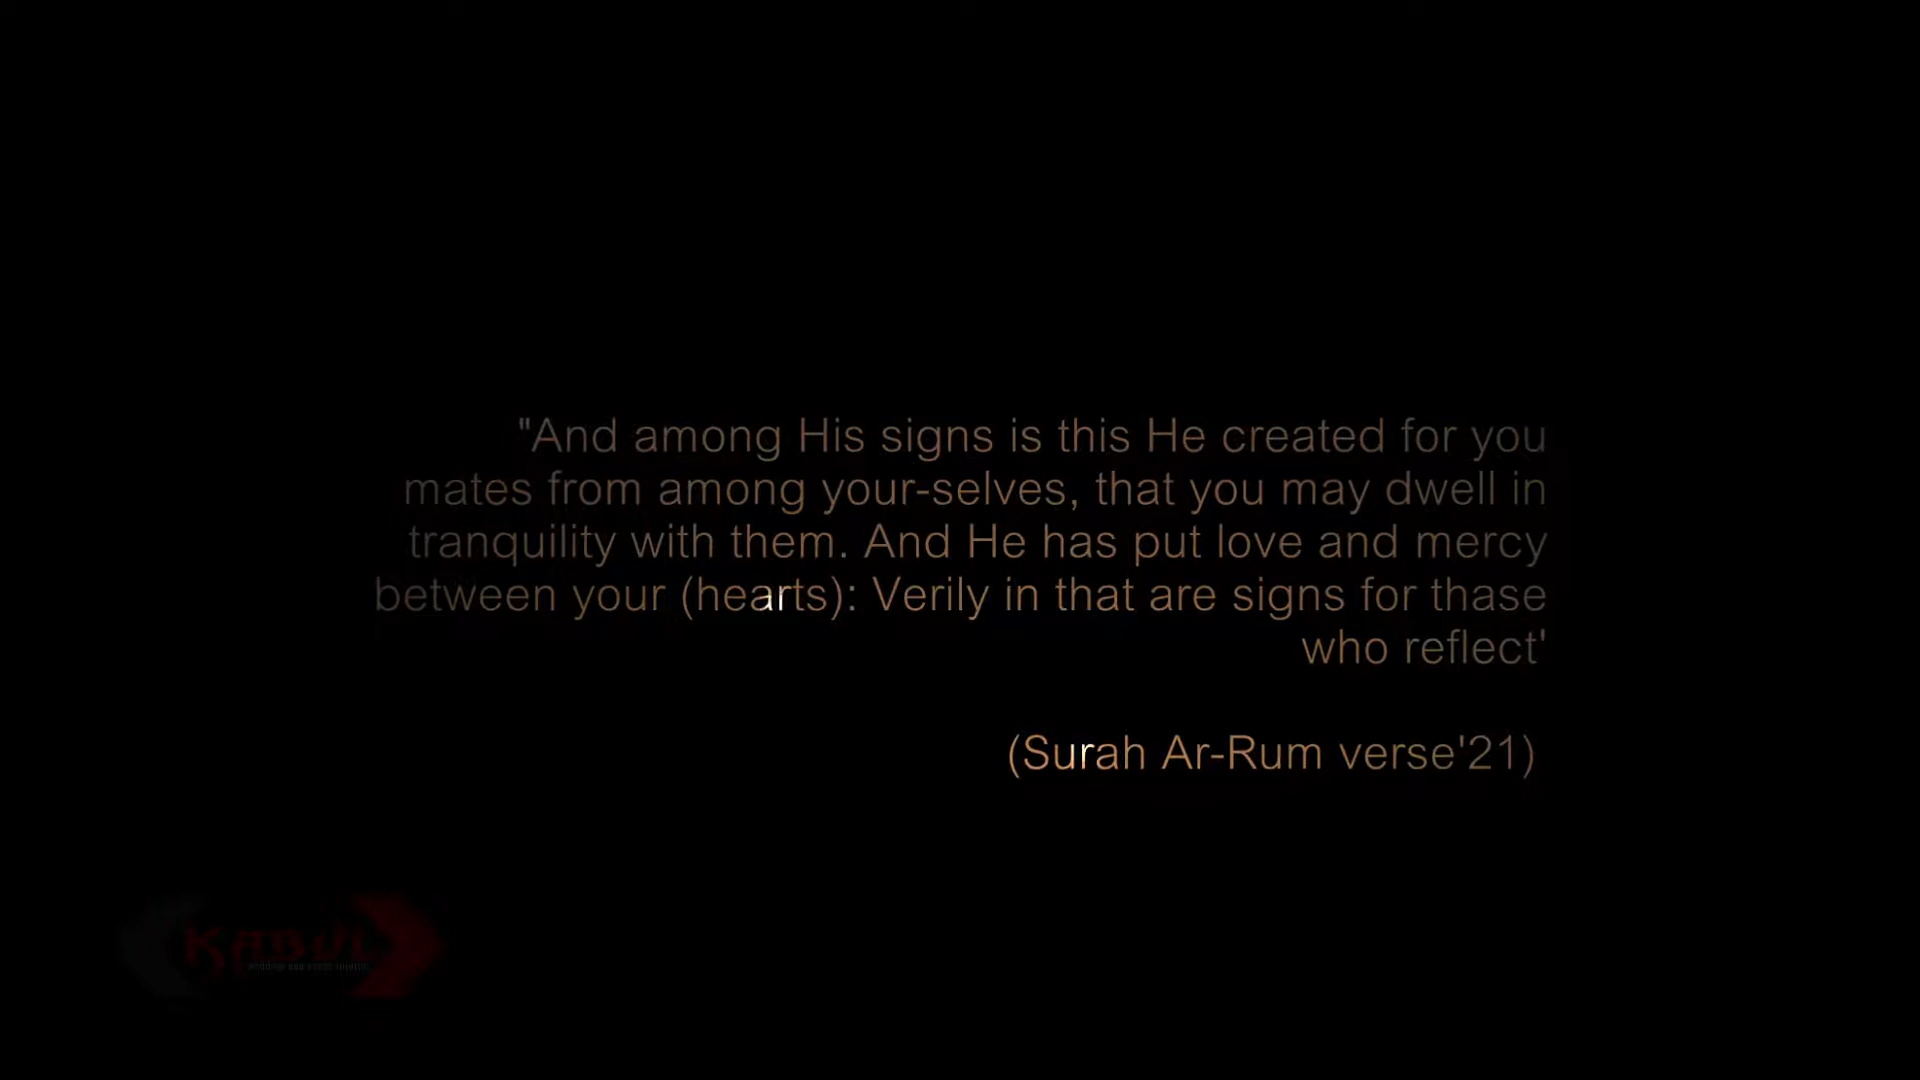 "And among His signs is this He created for you
mates from among your-selves, that you may dwell in
tranquility with them. And He has put love and mercy
between your (hearts): Verily in that are signs for thase
who reflect'
(Surah Ar-Rum verse'21)
KABUL